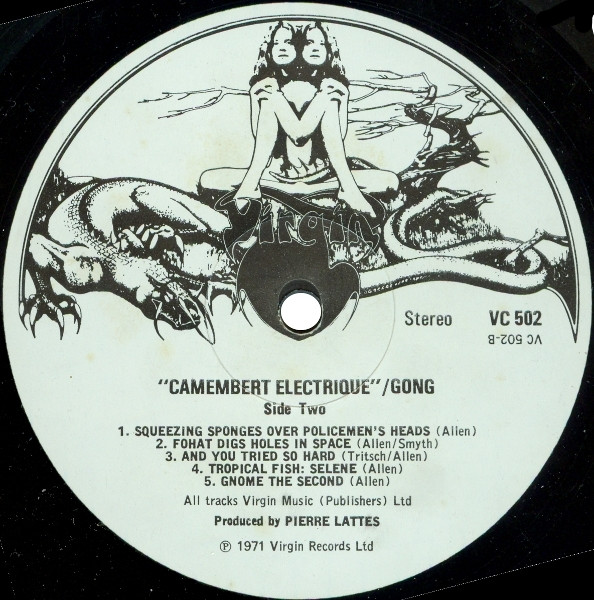 Virgin
Stereo VC 502
VC 502-B
"CAMEMBERT ELECTRIQUE"/GONG
Side Two
1. SQUEEZING SPONGES OVER POLICEMEN'S HEADS (Allen)
2. FOHAT DIGS HOLES IN SPACE (Allen/Smyth)
3. AND YOU TRIED SO HARD (Tritsch/Allen)
4. TROPICAL FISH: SELENE (Allen)
5. GNOME THE SECOND (Allen)
All tracks Virgin Music (Publishers) Ltd
Produced by PIERRE LATTES
℗ 1971 Virgin Records Ltd